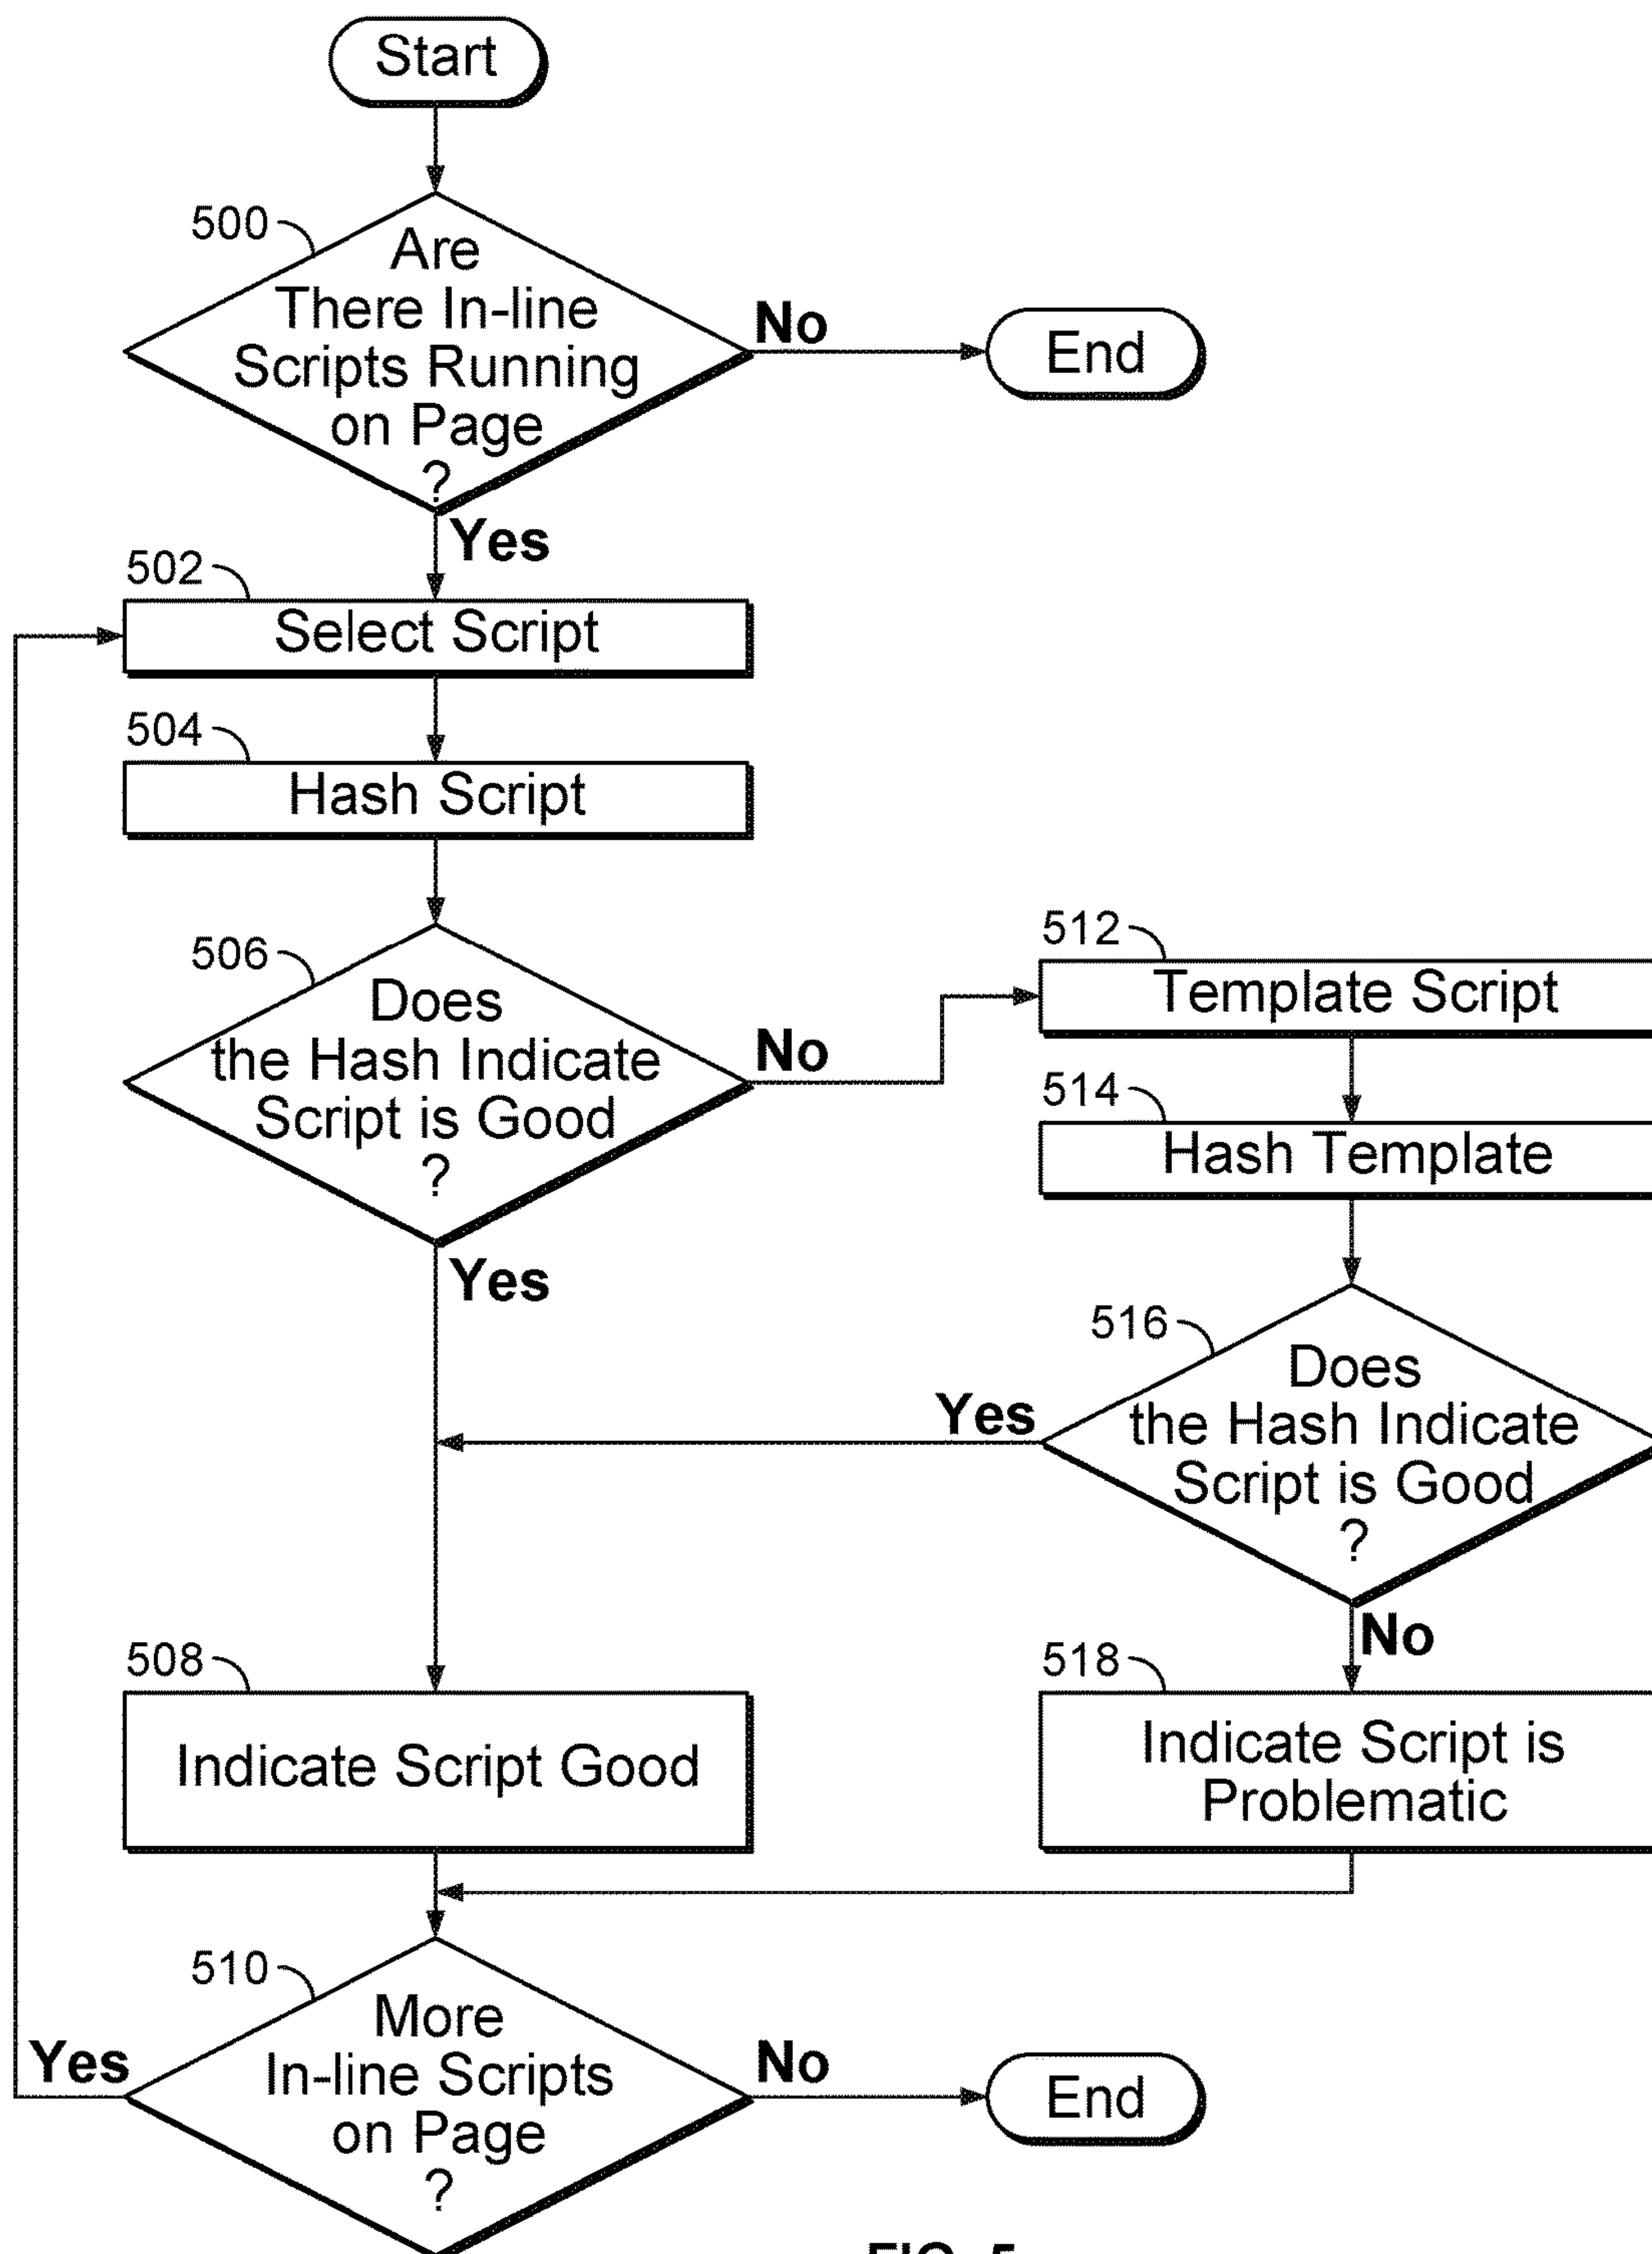 Start
500
Are
There In-line
Scripts Running
on Page
?
No
End
Yes
502
Select Script
504
Hash Script
506
Does
the Hash Indicate
Script is Good
?
No
Yes
512
Template Script
514
Hash Template
516
Does
the Hash Indicate
Script is Good
?
Yes
No
508
Indicate Script Good
518
Indicate Script is
Problematic
510
More
In-line Scripts
on Page
?
Yes
No
End
FIG. 5